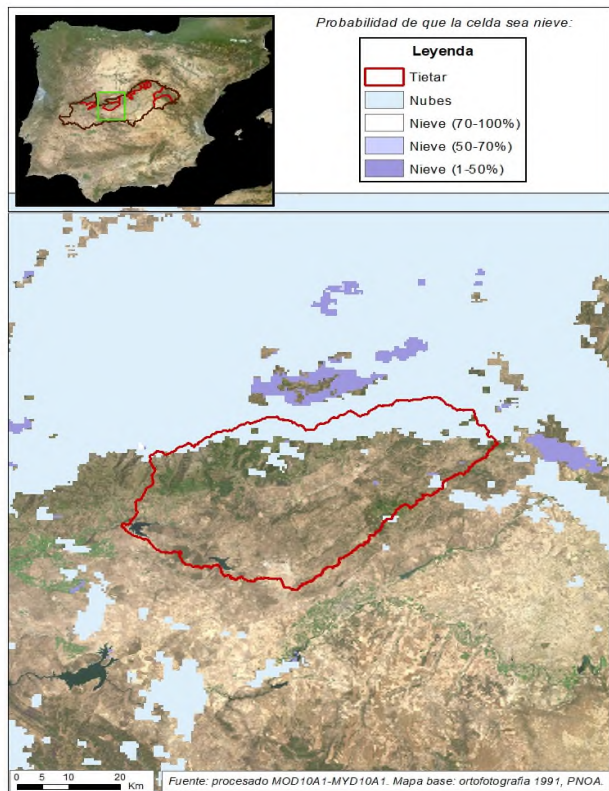 Probabilidad de que la celda sea nieve:
Leyenda
Tietar
Nubes
Nieve (70-100%)
Nieve (50-70%)
Nieve (1-50%)
0 5 10 20
Km
Fuente: procesado MOD10A1-MYD10A1. Mapa base: ortofotografia 1991, PNOA.